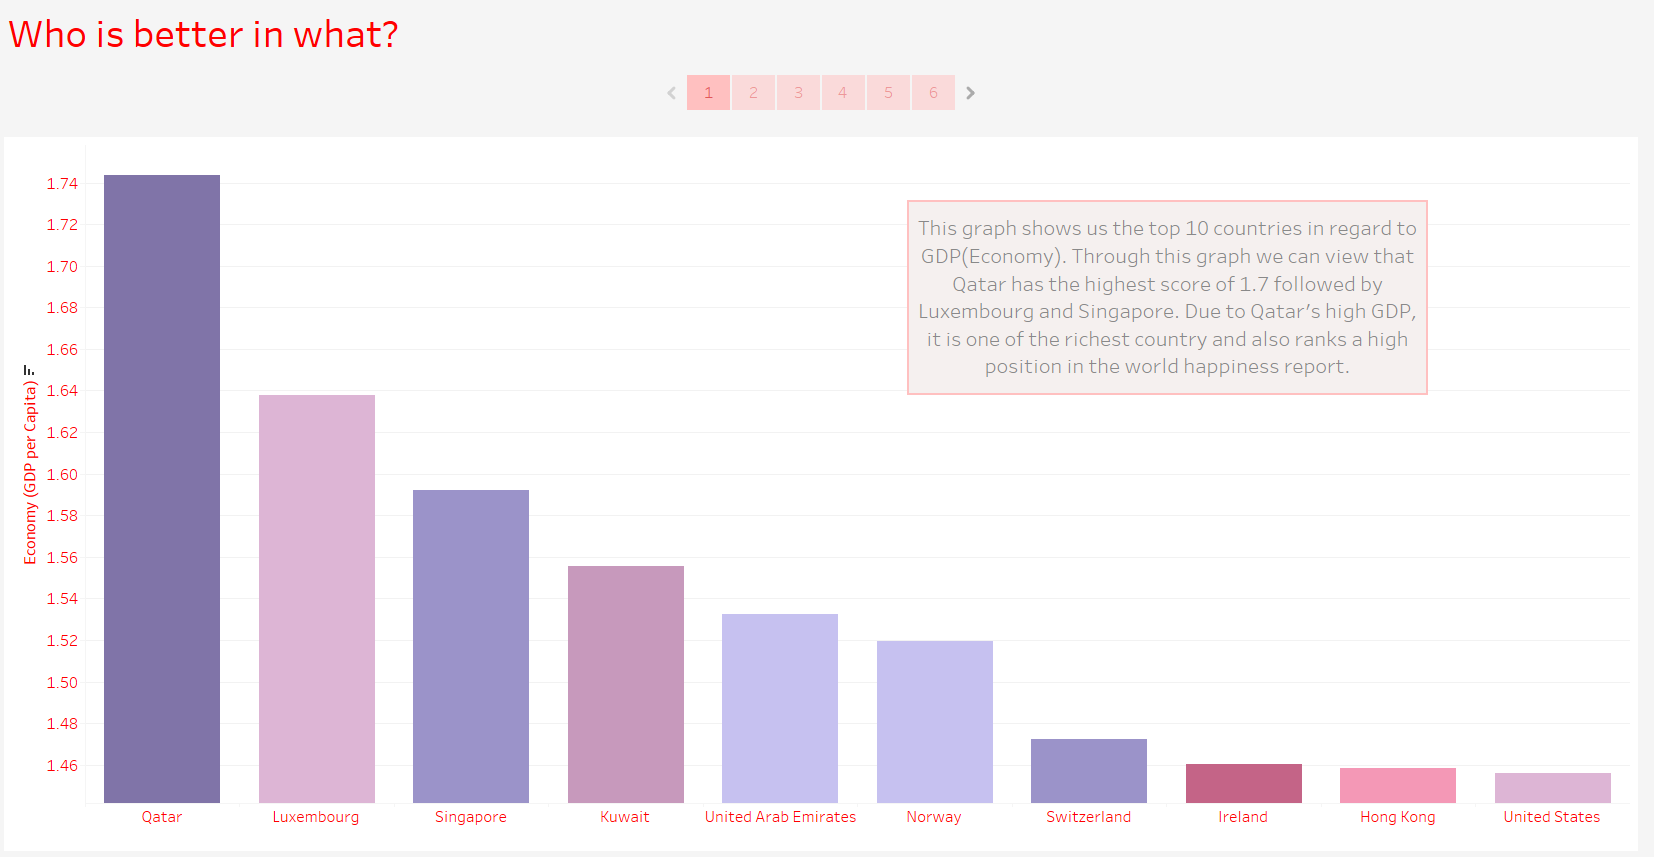 Who is better in what?
1 2 3 4 5 6
1.74
1.72
1.70
1.68
1.66
1.64
1.62
1.60
1.58
1.56
1.54
1.52
1.50
1.48
1.46
Economy (GDP per Capita)
This graph shows us the top 10 countries in regard to
GDP(Economy). Through this graph we can view that
Qatar has the highest score of 1.7 followed by
Luxembourg and Singapore. Due to Qatar’s high GDP,
it is one of the richest country and also ranks a high
position in the world happiness report.
Qatar Luxembourg Singapore Kuwait United Arab Emirates Norway Switzerland Ireland Hong Kong United States